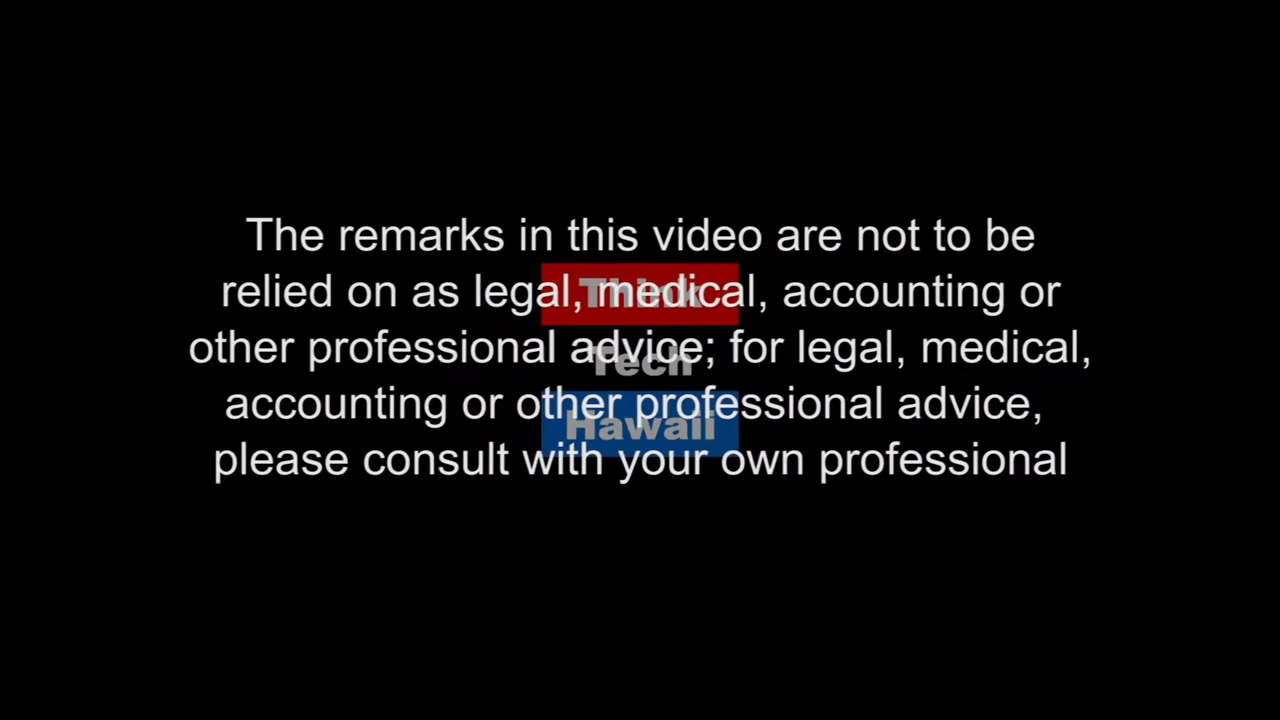 The remarks in this video are not to be
relied on as legal, medical, accounting or
other professional advice; for legal, medical,
accounting or other professional advice,
please consult with your own professional
Think
Tech
Hawaii